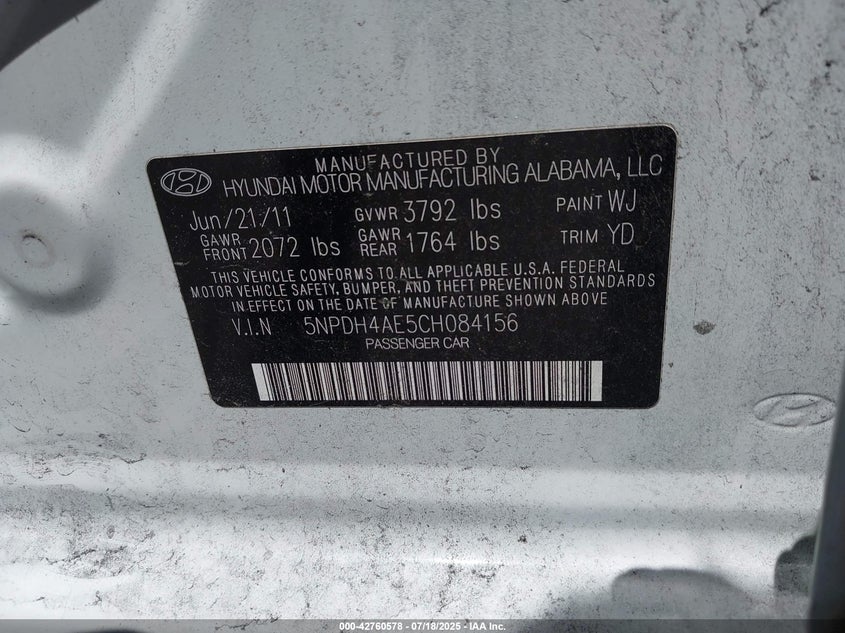 MANUFACTURED BY
HYUNDAI MOTOR MANUFACTURING ALABAMA, LLC
Jun/21/11 GVWR 3792 lbs PAINT WJ
GAWR FRONT 2072 lbs GAWR REAR 1764 lbs TRIM YD
THIS VEHICLE CONFORMS TO ALL APPLICABLE U.S.A. FEDERAL
MOTOR VEHICLE SAFETY, BUMPER, AND THEFT PREVENTION STANDARDS
IN EFFECT ON THE DATE OF MANUFACTURE SHOWN ABOVE
V.I.N 5NPDH4AE5CH084156
PASSENGER CAR
000-42760578 | 07/18/2025 | © IAA Inc.